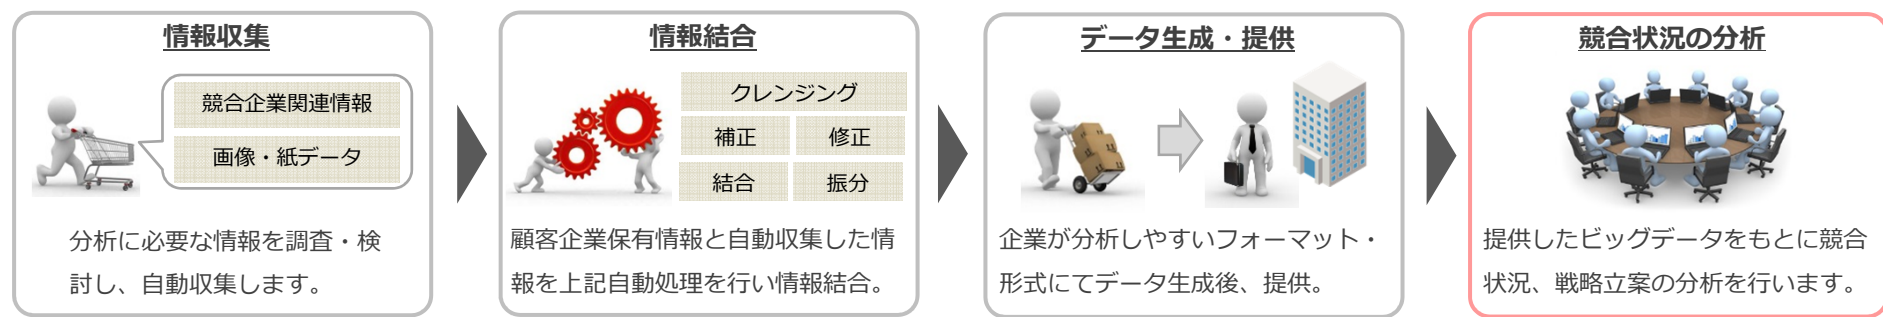 情報収集
競合企業関連情報
画像・紙データ
分析に必要な情報を調査・検
討し、自動収集します。
情報結合
クレンジング
補正
修正
結合
振分
顧客企業保有情報と自動収集した情
報を上記自動処理を行い情報結合。
データ生成・提供
企業が分析しやすいフォーマット・
形式にてデータ生成後、提供。
競合状況の分析
提供したビッグデータをもとに競合
状況、戦略立案の分析を行います。